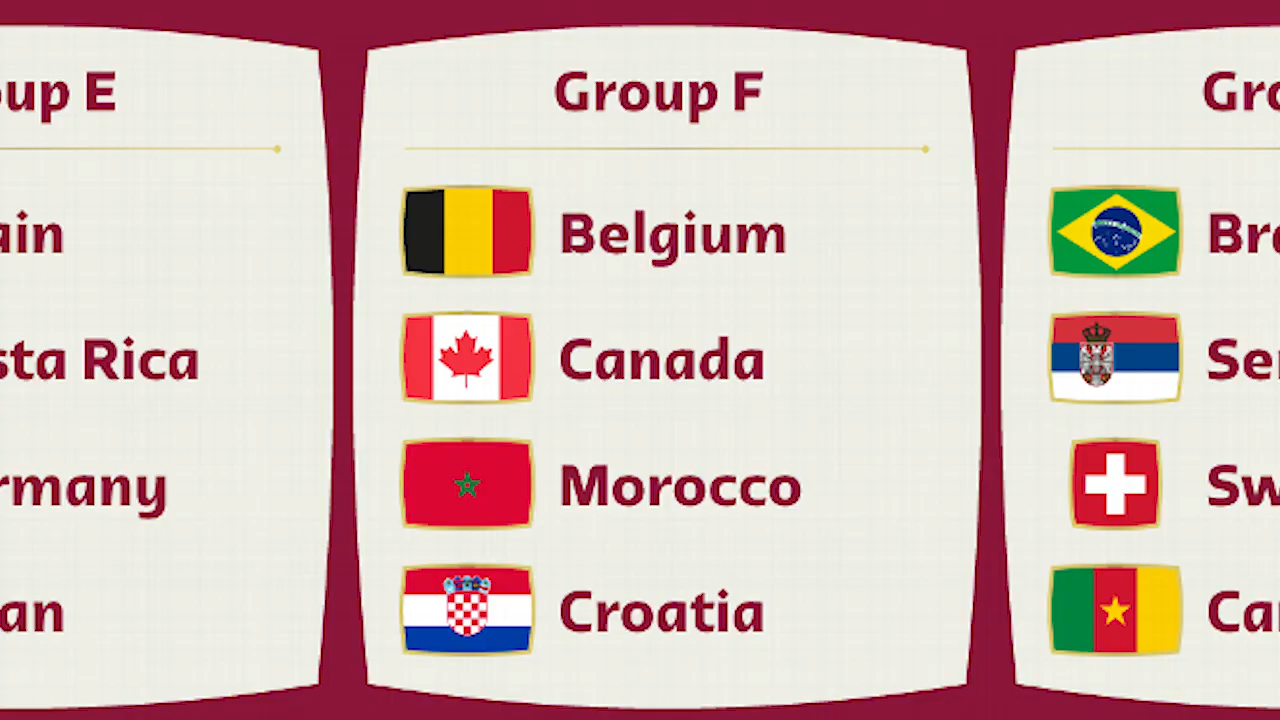 oup E
ain
sta Rica
rmany
an
Group F
Belgium
Canada
Morocco
Croatia
Gro
Bra
Ser
Sw
Ca